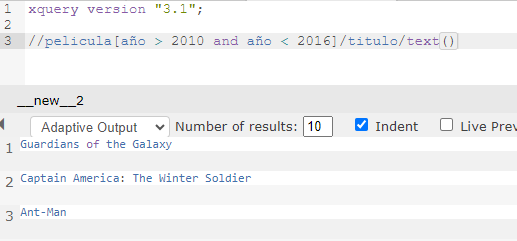 1 xquery version "3.1";
2
3 //pelicula[año > 2010 and año < 2016]/titulo/text()
__new__2
Adaptive Output Number of results: 10 Indent Live Prev
1 Guardians of the Galaxy
2 Captain America: The Winter Soldier
3 Ant-Man